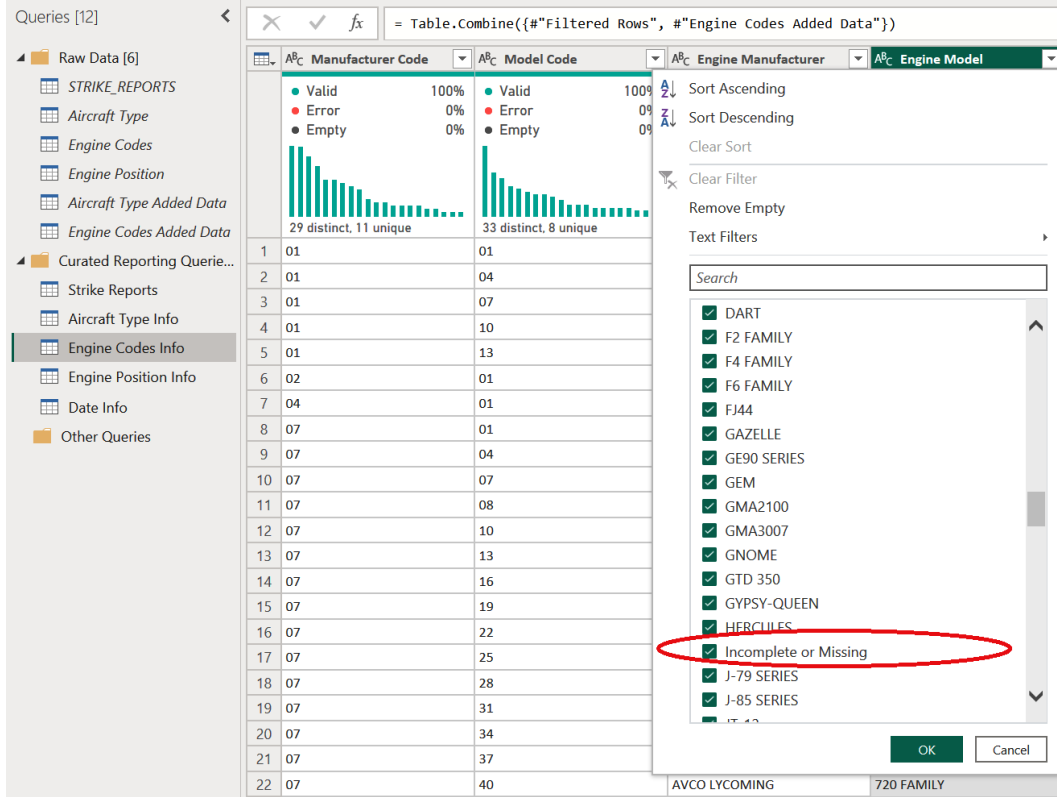 Queries [12]
Raw Data [6]
STRIKE_REPORTS
Aircraft Type
Engine Codes
Engine Position
Aircraft Type Added Data
Engine Codes Added Data
Curated Reporting Querie...
Strike Reports
Aircraft Type Info
Engine Codes Info
Engine Position Info
Date Info
Other Queries
fx = Table.Combine({#"Filtered Rows", #"Engine Codes Added Data"})
ABC Manufacturer Code ABC Model Code ABC Engine Manufacturer ABC Engine Model
Valid 100% Valid 100%
Error 0% Error 0%
Empty 0% Empty 0%
29 distinct, 11 unique 33 distinct, 8 unique
1 01 01
2 01 04
3 01 07
4 01 10
5 01 13
6 02 01
7 04 01
8 07 01
9 07 04
10 07 07
11 07 08
12 07 10
13 07 13
14 07 16
15 07 19
16 07 22
17 07 25
18 07 28
19 07 31
20 07 34
21 07 37
22 07 40 AVCO LYCOMING 720 FAMILY
Sort Ascending
Sort Descending
Clear Sort
Clear Filter
Remove Empty
Text Filters
Search
DART
F2 FAMILY
F4 FAMILY
F6 FAMILY
FJ44
GAZELLE
GE90 SERIES
GEM
GMA2100
GMA3007
GNOME
GTD 350
GYPSY-QUEEN
HERCULES
Incomplete or Missing
J-79 SERIES
J-85 SERIES
OK Cancel